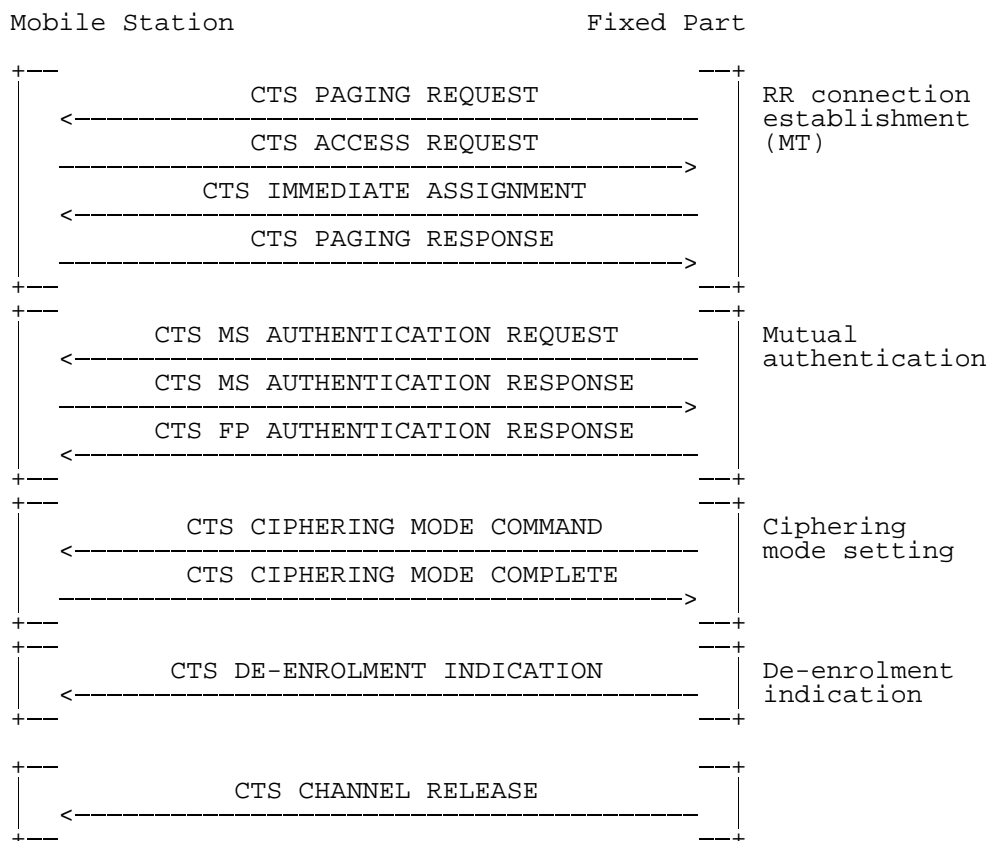 Mobile Station Fixed Part
CTS PAGING REQUEST RR connection
establishment
CTS ACCESS REQUEST (MT)
CTS IMMEDIATE ASSIGNMENT
CTS PAGING RESPONSE
CTS MS AUTHENTICATION REQUEST Mutual
authentication
CTS MS AUTHENTICATION RESPONSE
CTS FP AUTHENTICATION RESPONSE
CTS CIPHERING MODE COMMAND Ciphering
mode setting
CTS CIPHERING MODE COMPLETE
CTS DE-ENROLMENT INDICATION De-enrolment
indication
CTS CHANNEL RELEASE